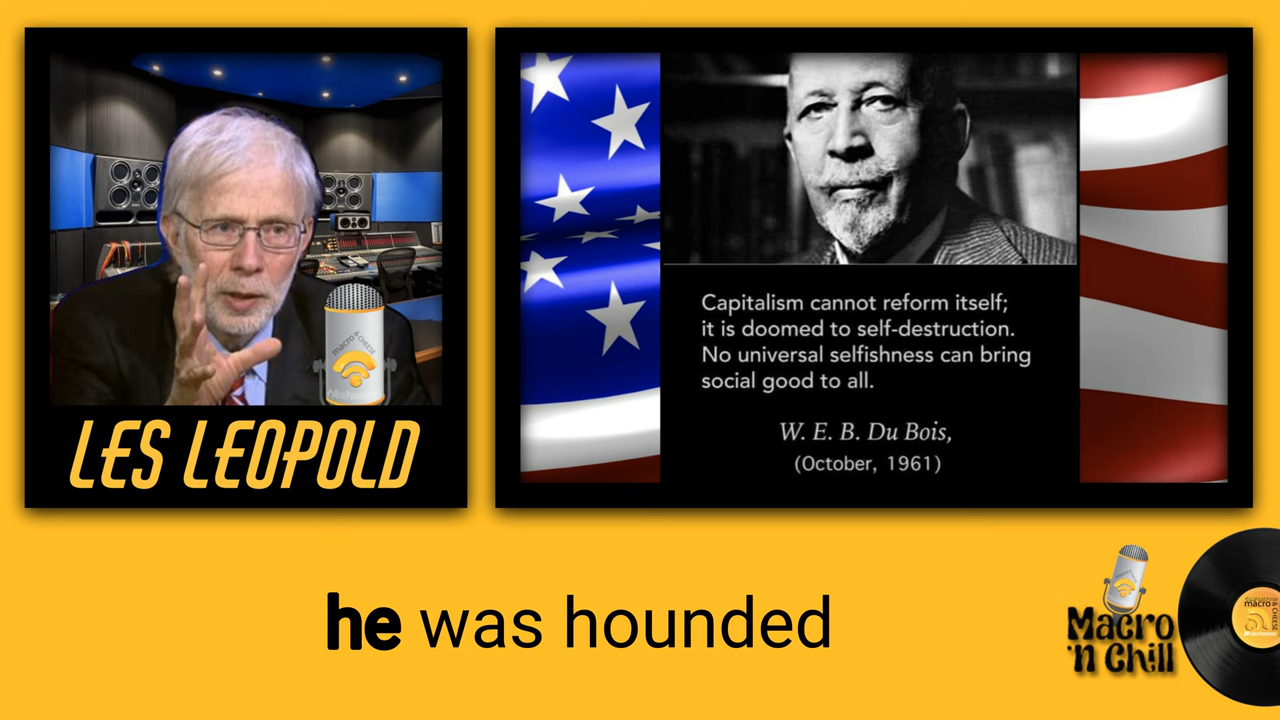 LES LEOPOLD
Capitalism cannot reform itself;
it is doomed to self-destruction.
No universal selfishness can bring
social good to all.
W. E. B. Du Bois,
(October, 1961)
he was hounded
Macro
'n Chill
macro